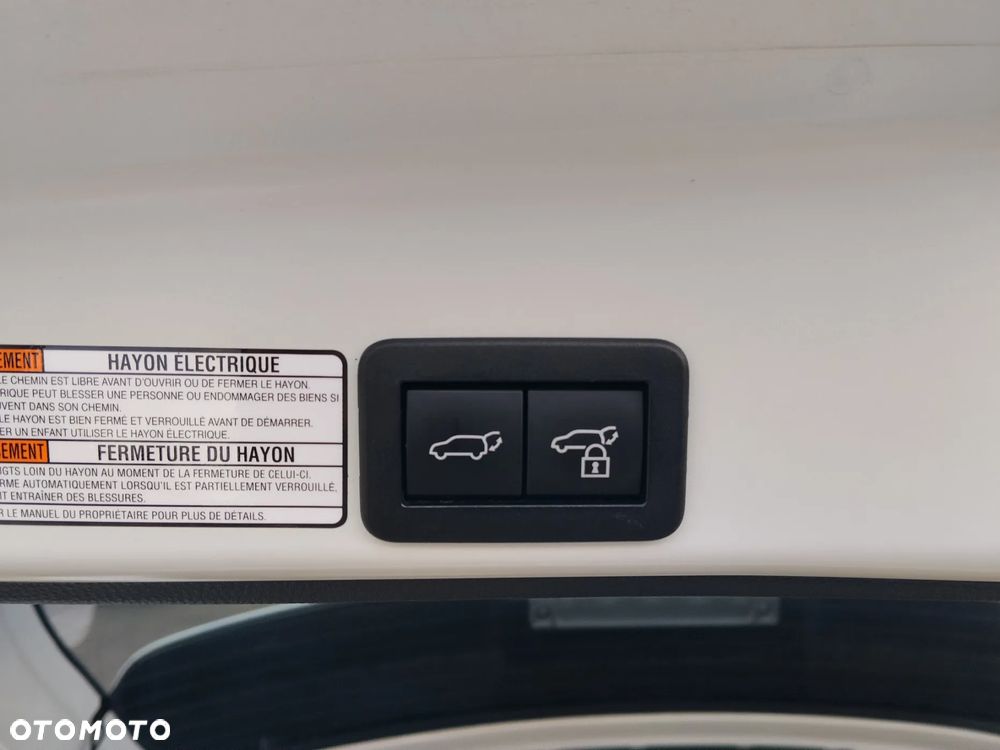 EMENT HAYON ÉLECTRIQUE
LE CHEMIN EST LIBRE AVANT D'OUVRIR OU DE FERMER LE HAYON.
RIQUE PEUT BLESSER UNE PERSONNE OU ENDOMMAGER DES BIENS SI
UVENT DANS SON CHEMIN.
LE HAYON EST BIEN FERMÉ ET VERROUILLÉ AVANT DE DÉMARRER.
ER UN ENFANT UTILISER LE HAYON ÉLECTRIQUE.
SEMENT FERMETURE DU HAYON
IGTS LOIN DU HAYON AU MOMENT DE LA FERMETURE DE CELUI-CI,
RME AUTOMATIQUEMENT LORSQU'IL EST PARTIELLEMENT VERROUILLÉ,
IT ENTRAÎNER DES BLESSURES.
R LE MANUEL DU PROPRIÉTAIRE POUR PLUS DE DÉTAILS.
OTOMOTO